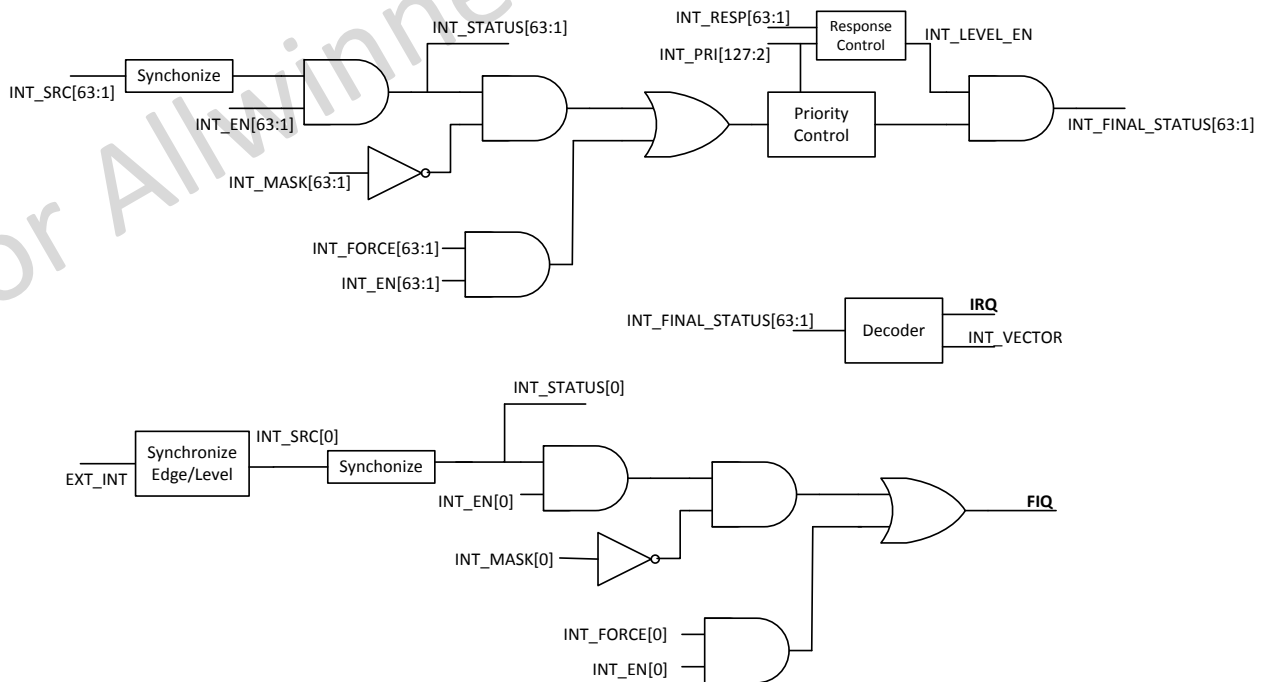 for Allwinne
INT_STATUS[63:1]
INT_RESP[63:1]
Response
Control
INT_LEVEL_EN
INT_PRI[127:2]
Synchonize
INT_SRC[63:1]
INT_EN[63:1]
Priority
Control
INT_FINAL_STATUS[63:1]
INT_MASK[63:1]
INT_FORCE[63:1]
INT_EN[63:1]
INT_FINAL_STATUS[63:1]
Decoder
IRQ
INT_VECTOR
INT_STATUS[0]
EXT_INT
Synchronize
Edge/Level
INT_SRC[0]
Synchonize
INT_EN[0]
FIQ
INT_MASK[0]
INT_FORCE[0]
INT_EN[0]